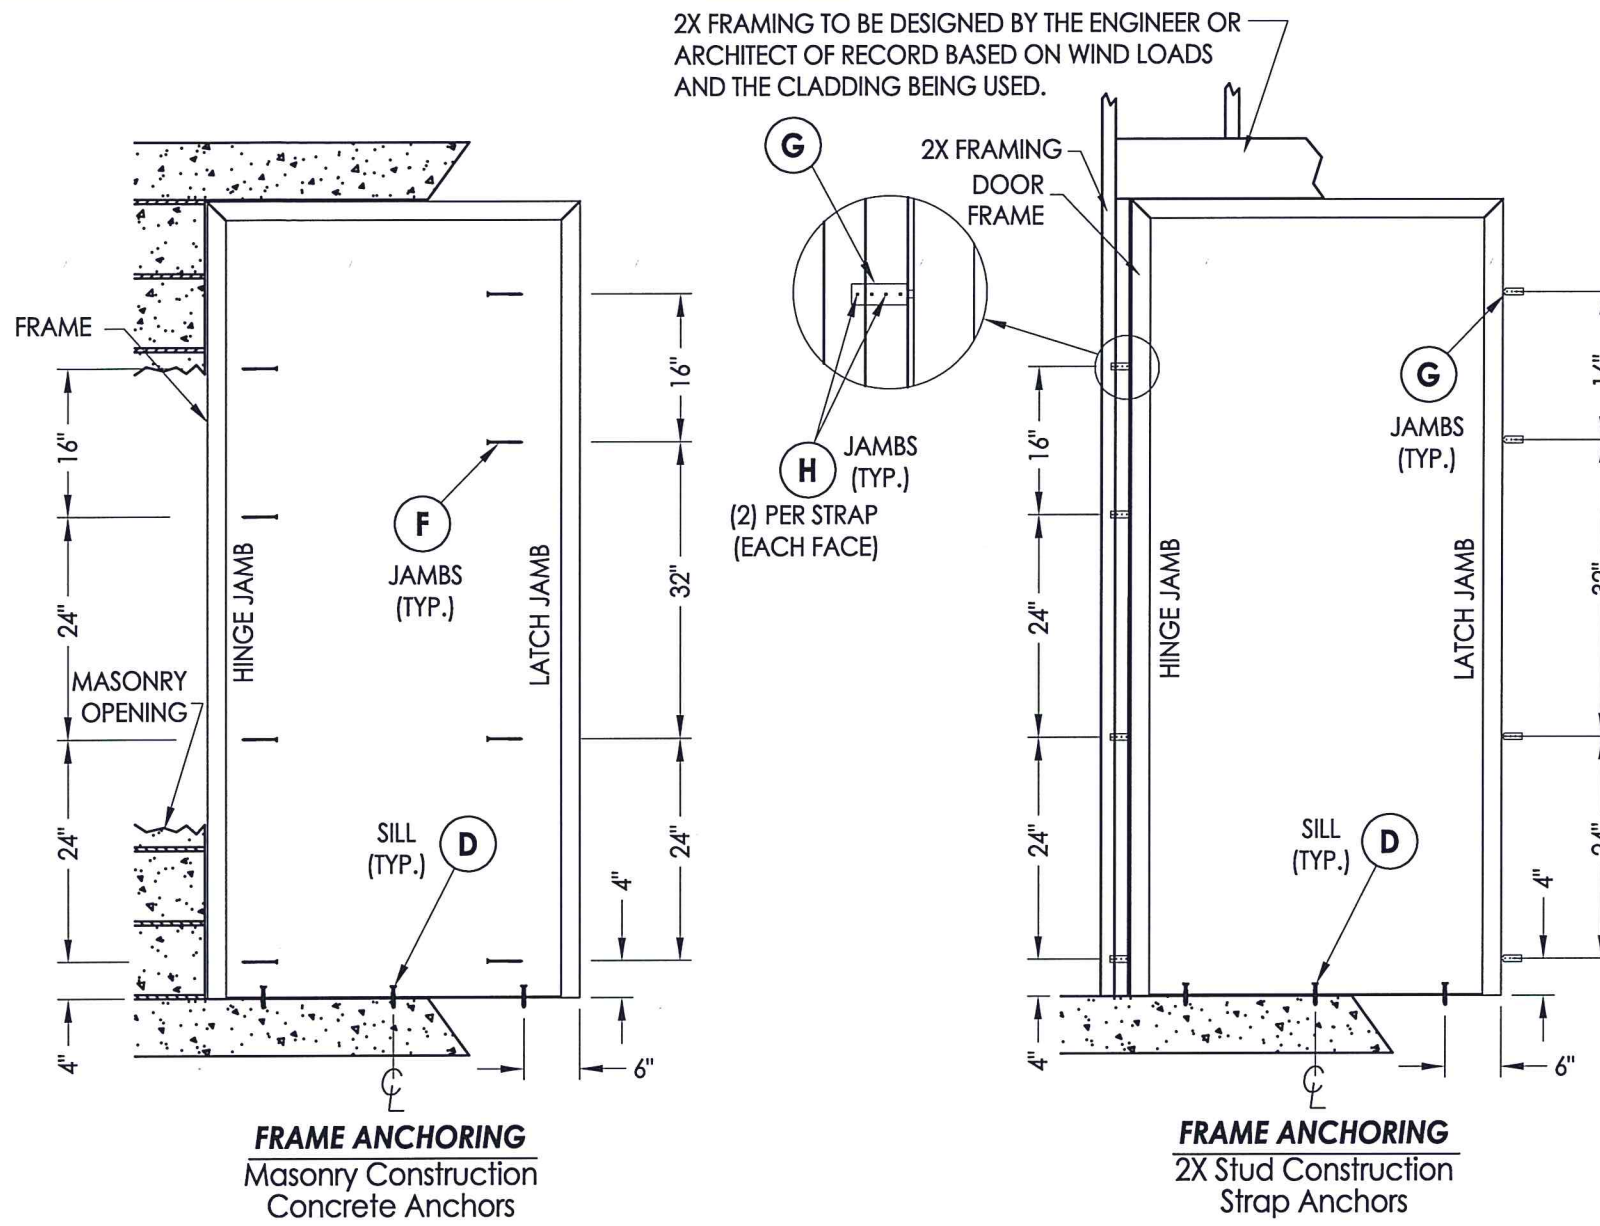 2X FRAMING TO BE DESIGNED BY THE ENGINEER OR
ARCHITECT OF RECORD BASED ON WIND LOADS
AND THE CLADDING BEING USED.
G
2X FRAMING
DOOR
FRAME
FRAME
16"
16"
G
JAMBS
(TYP.)
16"
H
JAMBS
(TYP.)
(2) PER STRAP
(EACH FACE)
F
JAMBS
(TYP.)
HINGE JAMB
LATCH JAMB
32"
24"
24"
HINGE JAMB
LATCH JAMB
MASONRY
OPENING
24"
SILL
(TYP.)
D
24"
4"
24"
SILL
(TYP.)
D
4"
4"
6"
4"
6"
CL
CL
FRAME ANCHORING
Masonry Construction
Concrete Anchors
FRAME ANCHORING
2X Stud Construction
Strap Anchors